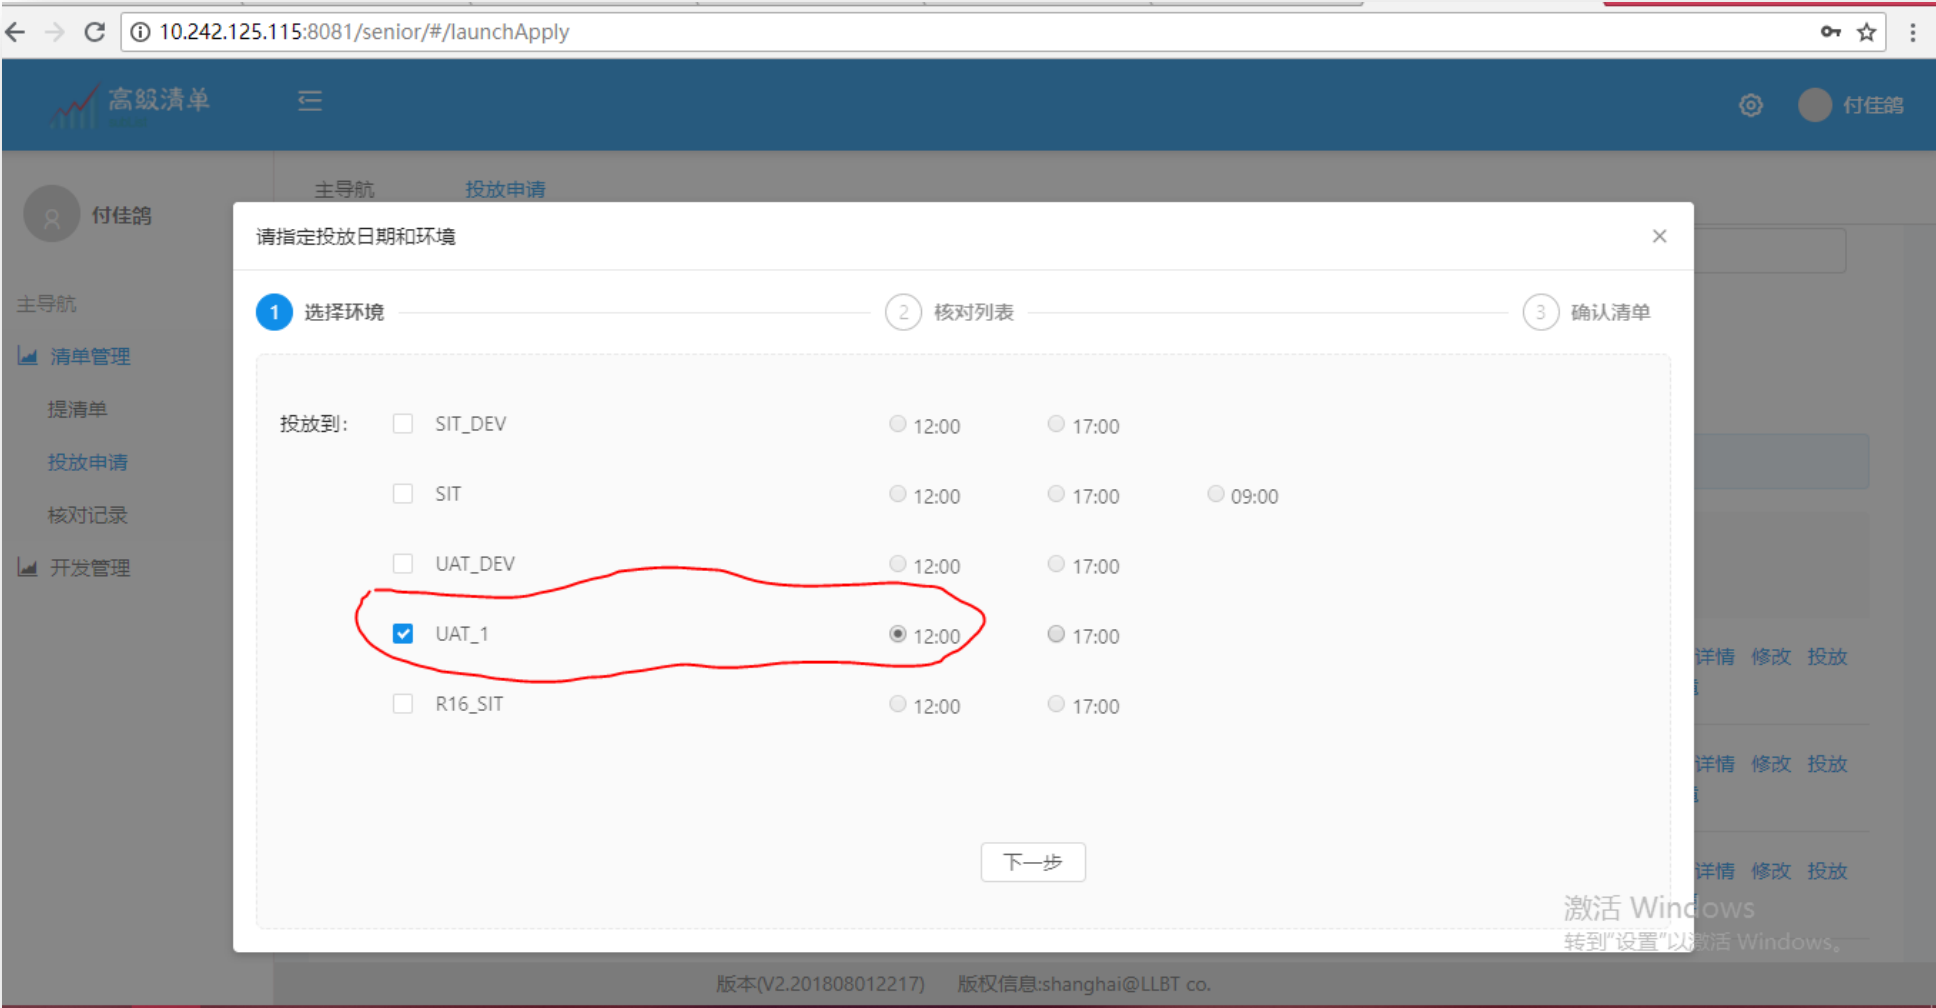 10.242.125.115:8081/senior/#/launchApply
高级清单
付佳鸽
付佳鸽
主导航 投放申请
请指定投放日期和环境
主导航
1 选择环境 2 核对列表 3 确认清单
清单管理
提清单
投放申请
核对记录
开发管理
投放到: SIT_DEV 12:00 17:00
SIT 12:00 17:00 09:00
UAT_DEV 12:00 17:00
UAT_1 12:00 17:00
R16_SIT 12:00 17:00
下一步
详情 修改 投放
详情 修改 投放
详情 修改 投放
激活 Windows
转到“设置”以激活 Windows。
版本(V2.201808012217) 版权信息:shanghai@LLBT co.